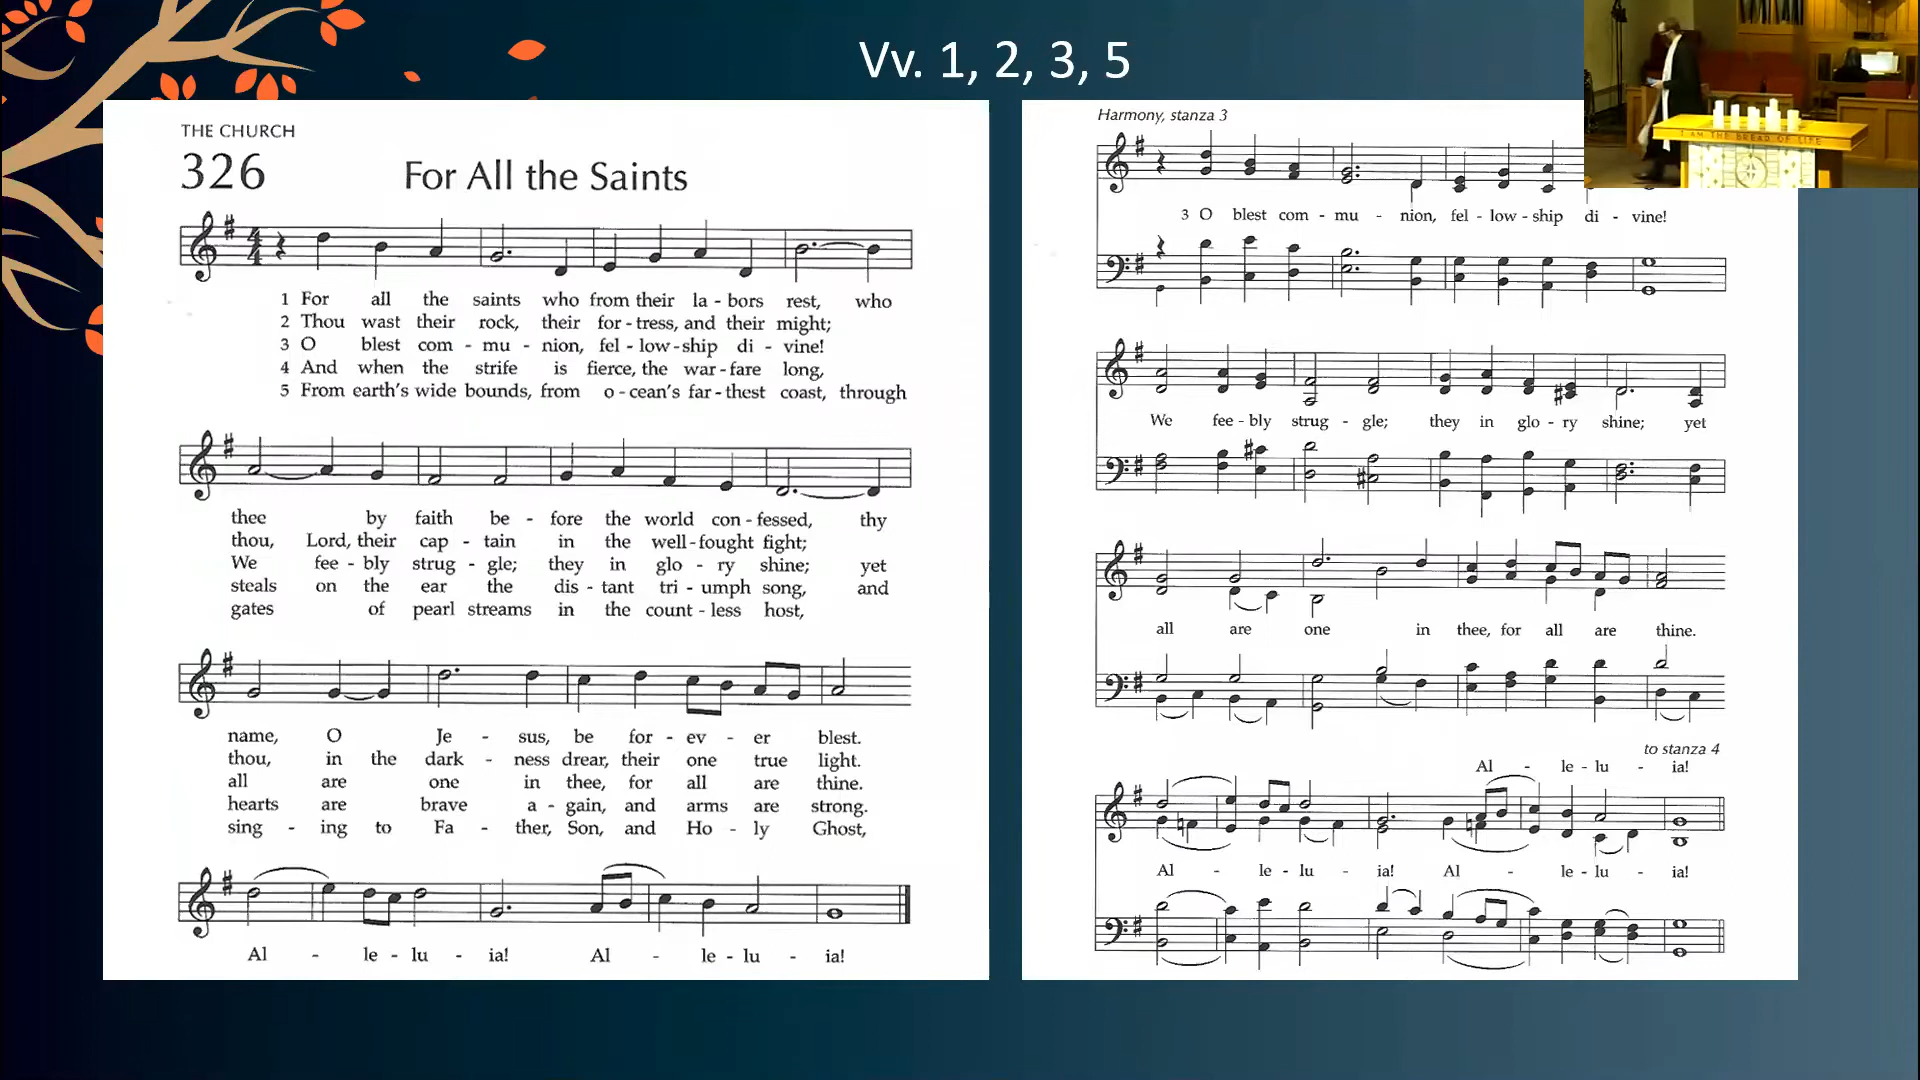 Vv. 1, 2, 3, 5
THE CHURCH
326
For All the Saints
1 For all the saints who from their la - bors rest, who
2 Thou wast their rock, their for - tress, and their might;
3 O blest com - mu - nion, fel - low - ship di - vine!
4 And when the strife is fierce, the war - fare long,
5 From earth's wide bounds, from o - cean's far - thest coast, through
thee by faith be - fore the world con - fessed, thy
thou, Lord, their cap - tain in the well - fought fight;
We fee - bly strug - gle; they in glo - ry shine; yet
steals on the ear the dis - tant tri - umph song, and
gates of pearl streams in the count - less host,
name, O Je - sus, be for - ev - er blest.
thou, in the dark - ness drear, their one true light.
all are one in thee, for all are thine.
hearts are brave a - gain, and arms are strong.
sing - ing to Fa - ther, Son, and Ho - ly Ghost,
Al - le - lu - ia! Al - le - lu - ia!
Harmony, stanza 3
3 O blest com - mu - nion, fel - low - ship di - vine!
We fee - bly strug - gle; they in glo - ry shine; yet
all are one in thee, for all are thine.
to stanza 4
Al - le - lu - ia!
Al - le - lu - ia! Al - le - lu - ia!
I AM THE BREAD OF LIFE